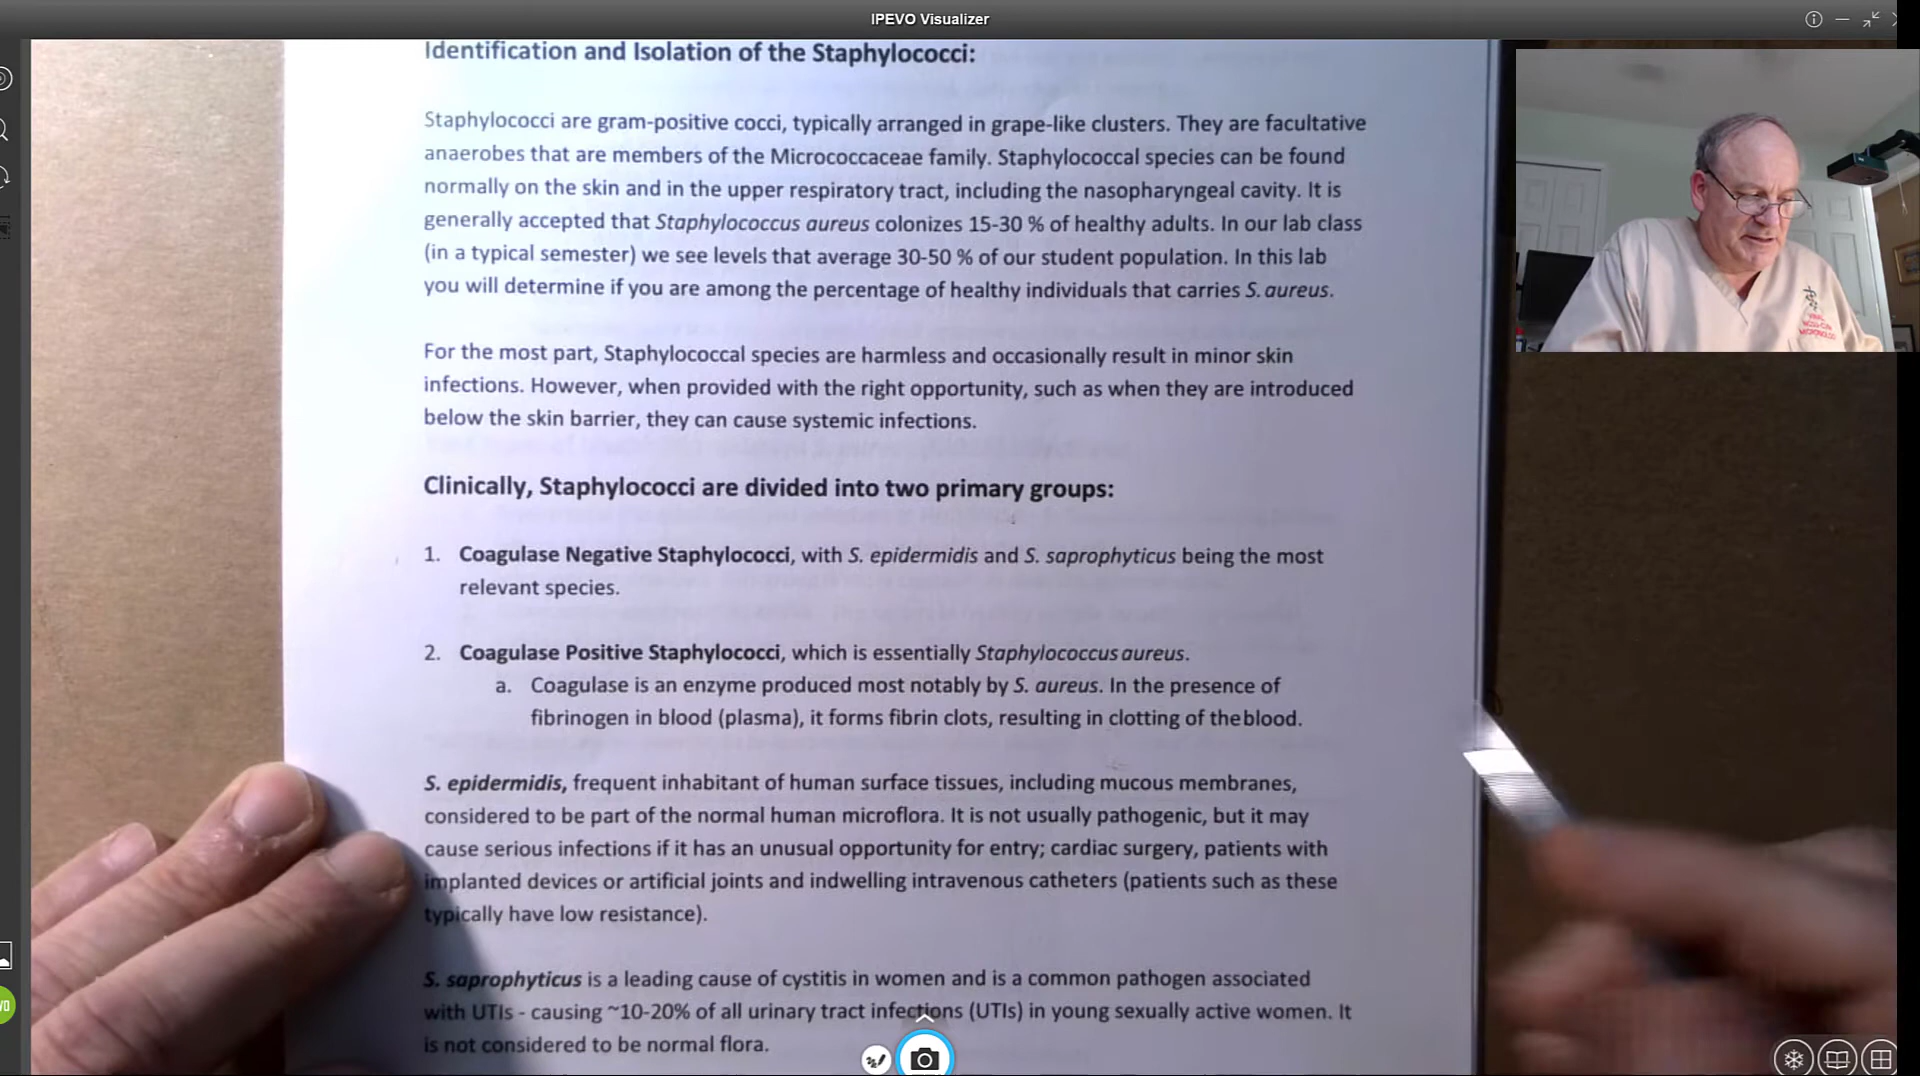 IPEVO Visualizer
Identification and Isolation of the Staphylococci:
Staphylococci are gram-positive cocci, typically arranged in grape-like clusters. They are facultative
anaerobes that are members of the Micrococcaceae family. Staphylococcal species can be found
normally on the skin and in the upper respiratory tract, including the nasopharyngeal cavity. It is
generally accepted that Staphylococcus aureus colonizes 15-30 % of healthy adults. In our lab class
(in a typical semester) we see levels that average 30-50 % of our student population. In this lab
you will determine if you are among the percentage of healthy individuals that carries S. aureus.
For the most part, Staphylococcal species are harmless and occasionally result in minor skin
infections. However, when provided with the right opportunity, such as when they are introduced
below the skin barrier, they can cause systemic infections.
Clinically, Staphylococci are divided into two primary groups:
1. Coagulase Negative Staphylococci, with S. epidermidis and S. saprophyticus being the most
relevant species.
2. Coagulase Positive Staphylococci, which is essentially Staphylococcus aureus.
a. Coagulase is an enzyme produced most notably by S. aureus. In the presence of
fibrinogen in blood (plasma), it forms fibrin clots, resulting in clotting of theblood.
S. epidermidis, frequent inhabitant of human surface tissues, including mucous membranes,
considered to be part of the normal human microflora. It is not usually pathogenic, but it may
cause serious infections if it has an unusual opportunity for entry; cardiac surgery, patients with
implanted devices or artificial joints and indwelling intravenous catheters (patients such as these
typically have low resistance).
S. saprophyticus is a leading cause of cystitis in women and is a common pathogen associated
with UTIs - causing ~10-20% of all urinary tract infections (UTIs) in young sexually active women. It
is not considered to be normal flora.